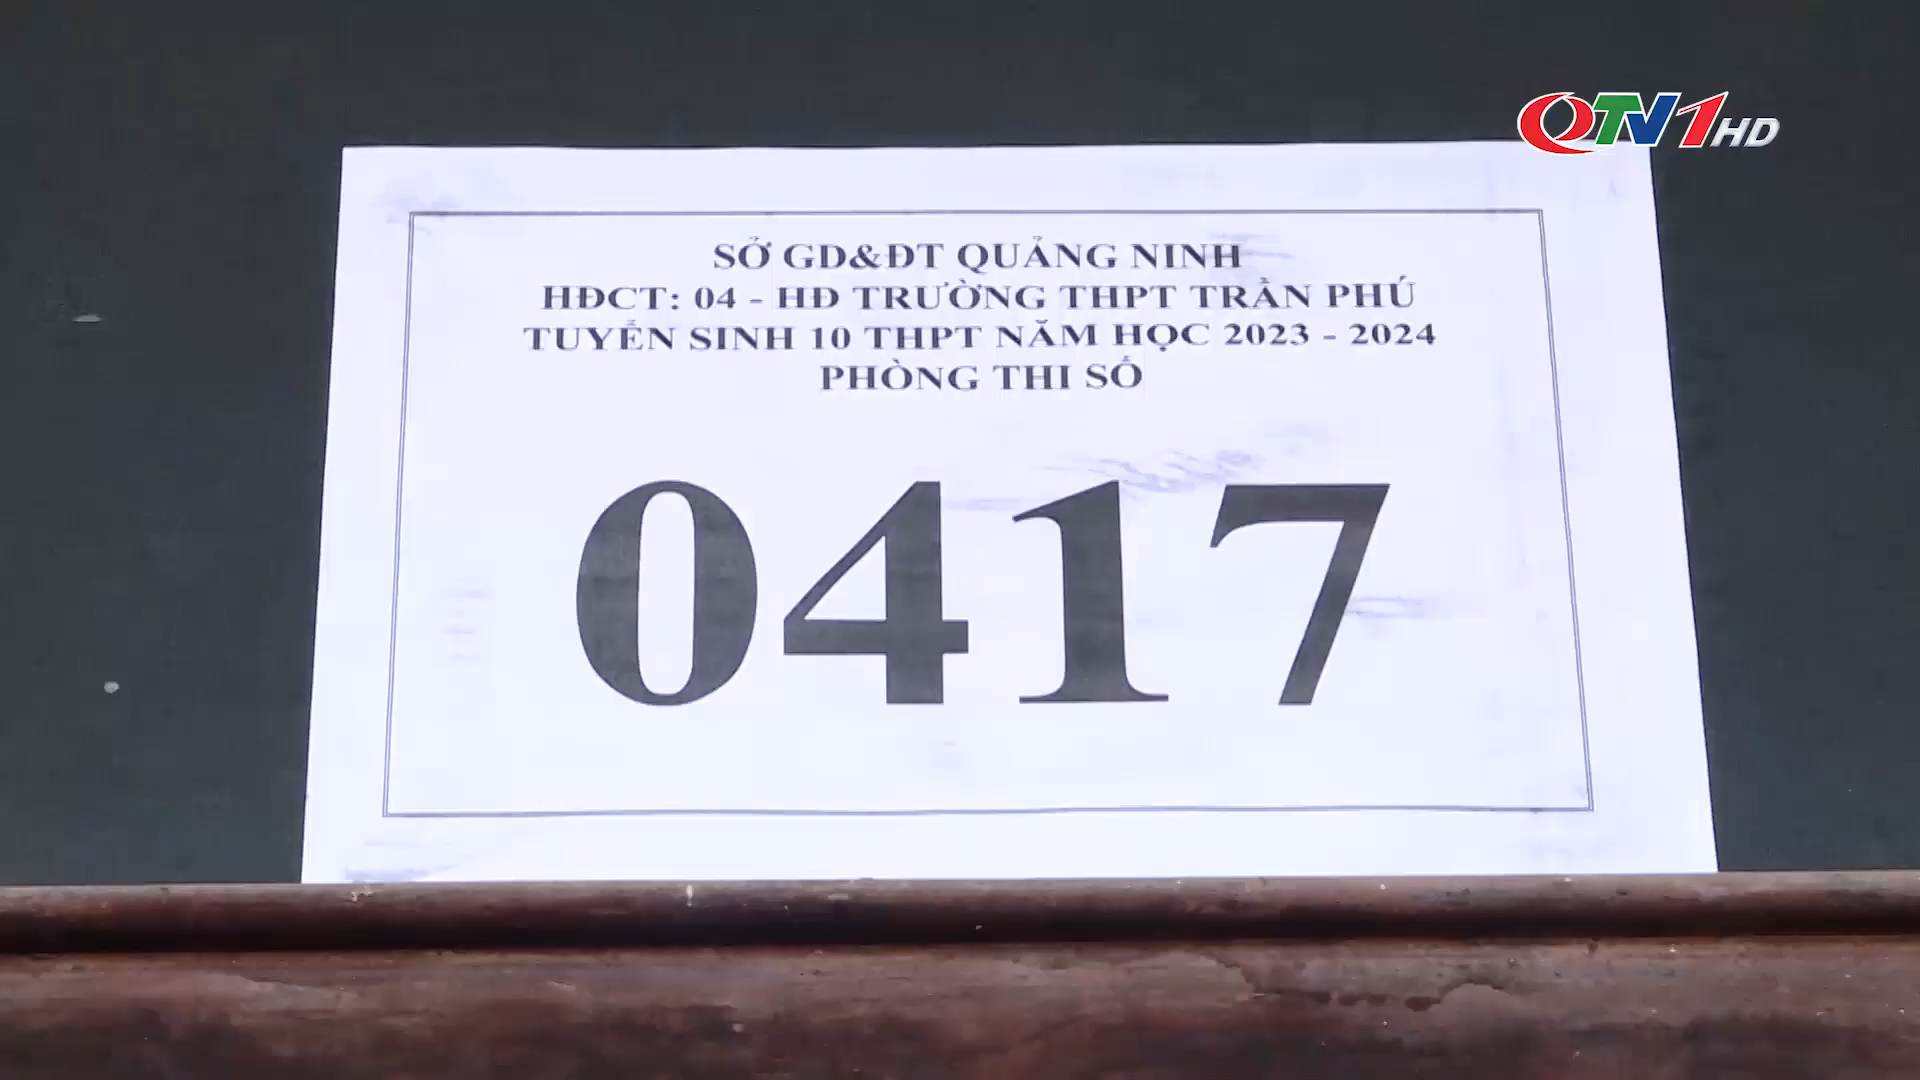 QTV1HD
SỞ GD&ĐT QUẢNG NINH
HĐCT: 04 - HĐ TRƯỜNG THPT TRẦN PHÚ
TUYỂN SINH 10 THPT NĂM HỌC 2023 - 2024
PHÒNG THI SỐ
0417